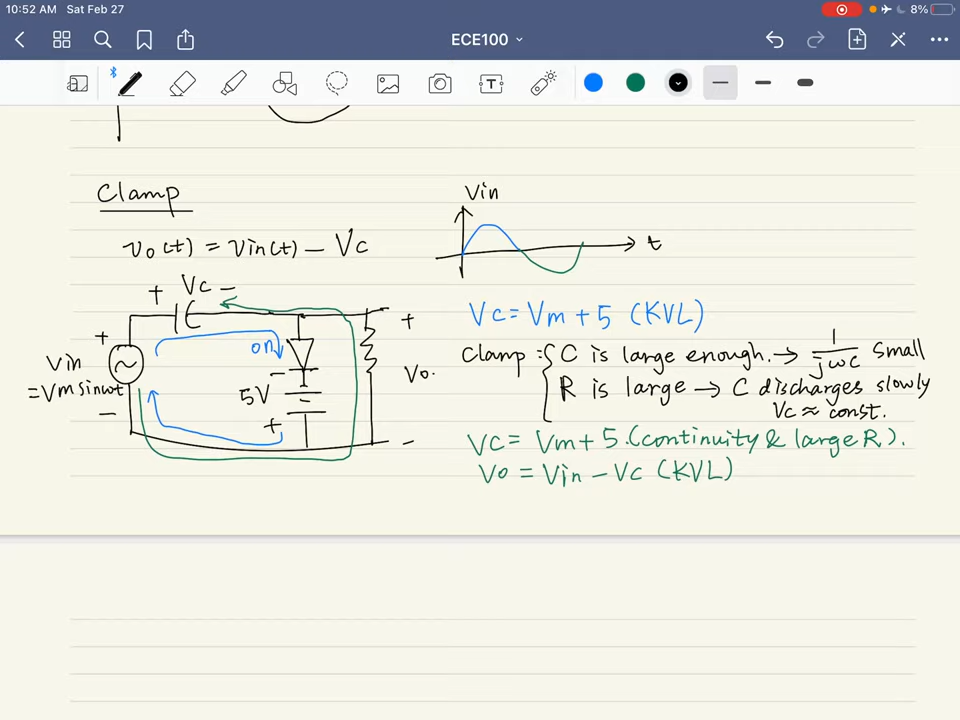 10:52 AM Sat Feb 27
8%
ECE100
T
Clamp
Vo(t) = Vin(t) - Vc
Vin
t
+ Vc -
+
Vin
= Vm sinωt
-
on
-
5V
+
+
Vo.
-
Vc = Vm + 5 (KVL)
Clamp : { C is large enough. → 1/jωc small
R is large → C discharges slowly
Vc ≈ const.
Vc = Vm + 5. (continuity & large R).
Vo = Vin - Vc (KVL)